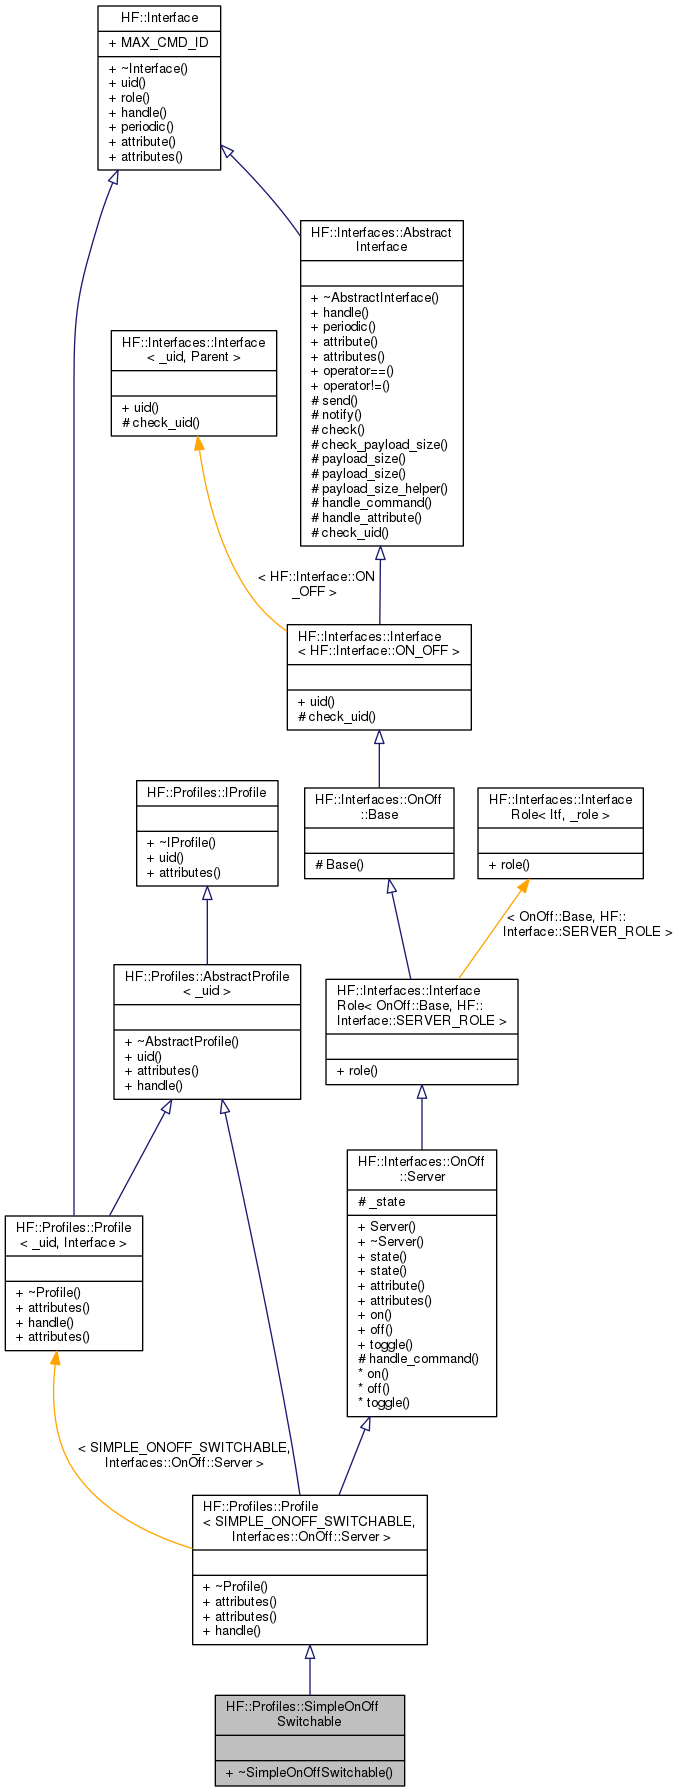 HF::Interface
+ MAX_CMD_ID
+ ~Interface()
+ uid()
+ role()
+ handle()
+ periodic()
+ attribute()
+ attributes()
HF::Interfaces::Abstract
Interface
+ ~AbstractInterface()
+ handle()
+ periodic()
+ attribute()
+ attributes()
+ operator==()
+ operator!=()
# send()
# notify()
# check()
# check_payload_size()
# payload_size()
# payload_size()
# payload_size_helper()
# handle_command()
# handle_attribute()
# check_uid()
HF::Interfaces::Interface
< _uid, Parent >
+ uid()
# check_uid()
< HF::Interface::ON
_OFF >
HF::Interfaces::Interface
< HF::Interface::ON_OFF >
+ uid()
# check_uid()
HF::Profiles::IProfile
+ ~IProfile()
+ uid()
+ attributes()
HF::Interfaces::OnOff
::Base
# Base()
HF::Interfaces::Interface
Role< Itf, _role >
+ role()
< OnOff::Base, HF::
Interface::SERVER_ROLE >
HF::Profiles::AbstractProfile
< _uid >
+ ~AbstractProfile()
+ uid()
+ attributes()
+ handle()
HF::Interfaces::Interface
Role< OnOff::Base, HF::
Interface::SERVER_ROLE >
+ role()
HF::Interfaces::OnOff
::Server
# _state
+ Server()
+ ~Server()
+ state()
+ state()
+ attribute()
+ attributes()
+ on()
+ off()
+ toggle()
# handle_command()
* on()
* off()
* toggle()
HF::Profiles::Profile
< _uid, Interface >
+ ~Profile()
+ attributes()
+ handle()
+ attributes()
< SIMPLE_ONOFF_SWITCHABLE,
Interfaces::OnOff::Server >
HF::Profiles::Profile
< SIMPLE_ONOFF_SWITCHABLE,
Interfaces::OnOff::Server >
+ ~Profile()
+ attributes()
+ attributes()
+ handle()
HF::Profiles::SimpleOnOff
Switchable
+ ~SimpleOnOffSwitchable()